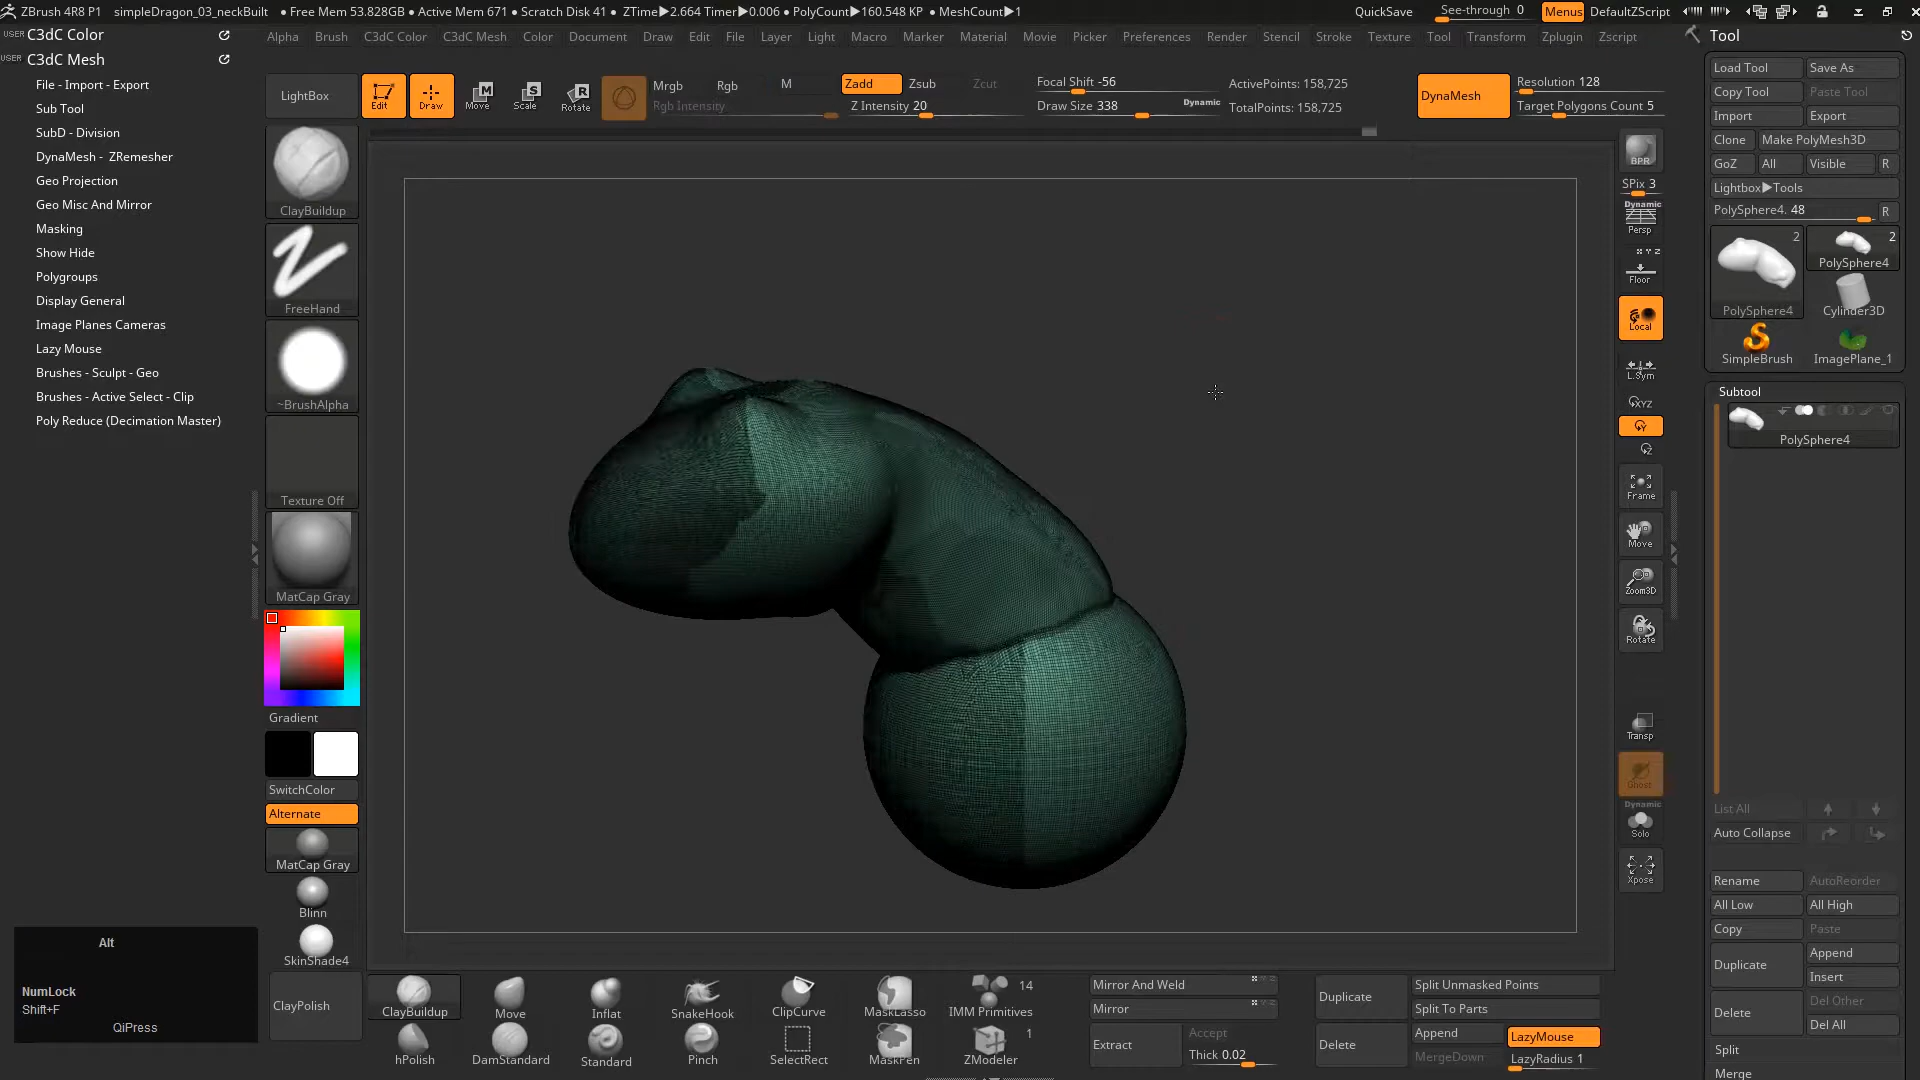 ZBrush 4R8 P1 simpleDragon_03_neckBuilt ● Free Mem 53.828GB ● Active Mem 671 ● Scratch Disk 41 ● ZTime▶2.664 Timer▶0.006 ● PolyCount▶160.548 KP ● MeshCount▶1 QuickSave See-through 0 Menus DefaultZScript
USER C3dC Color
USER C3dC Mesh
Alpha Brush C3dC Color C3dC Mesh Color Document Draw Edit File Layer Light Macro Marker Material Movie Picker Preferences Render Stencil Stroke Texture Tool Transform Zplugin Zscript
File - Import - Export
Sub Tool
SubD - Division
DynaMesh - ZRemesher
Geo Projection
Geo Misc And Mirror
Masking
Show Hide
Polygroups
Display General
Image Planes Cameras
Lazy Mouse
Brushes - Sculpt - Geo
Brushes - Active Select - Clip
Poly Reduce (Decimation Master)
LightBox
Edit
Draw
Move
Scale
Rotate
Mrgb Rgb M
Rgb Intensity
Zadd Zsub Zcut
Z Intensity 20
Focal Shift -56
Draw Size 338 Dynamic
ActivePoints: 158,725
TotalPoints: 158,725
DynaMesh
Resolution 128
Target Polygons Count 5
ClayBuildup
FreeHand
~BrushAlpha
Texture Off
MatCap Gray
Gradient
SwitchColor
Alternate
MatCap Gray
Blinn
SkinShade4
BPR
SPix 3
Dynamic
Persp
X Y Z
Floor
Local
L.Sym
XYZ
Y
Z
Frame
Move
Zoom3D
Rotate
Transp
Ghost
Dynamic
Solo
Xpose
Tool
Load Tool Save As
Copy Tool Paste Tool
Import Export
Clone Make PolyMesh3D
GoZ All Visible R
Lightbox▶Tools
PolySphere4. 48 R
2
2
PolySphere4
PolySphere4
Cylinder3D
SimpleBrush
ImagePlane_1
Subtool
PolySphere4
List All
Auto Collapse
Rename AutoReorder
All Low All High
Copy Paste
Duplicate
Append
Insert
Delete
Del Other
Del All
Split
Merge
Alt
NumLock
Shift+F
QiPress
ClayPolish
ClayBuildup
Move
Inflat
SnakeHook
ClipCurve
MaskLasso
14
IMM Primitives
hPolish
DamStandard
Standard
Pinch
SelectRect
MaskPen
1
ZModeler
Mirror And Weld
Mirror
Extract
Accept
Thick 0.02
Duplicate
Delete
Split Unmasked Points
Split To Parts
Append
MergeDown
LazyMouse
LazyRadius 1